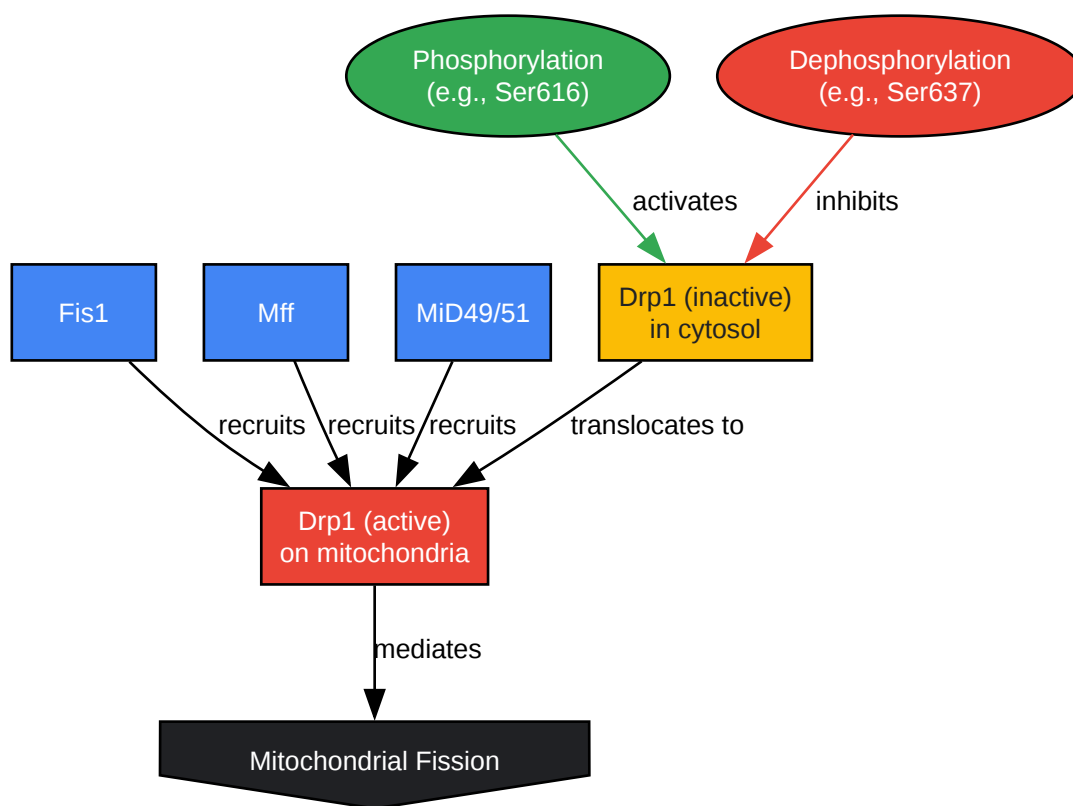 Phosphorylation
(e.g., Ser616)
Dephosphorylation
(e.g., Ser637)
activates
inhibits
Fis1
Mff
MiD49/51
Drp1 (inactive)
in cytosol
recruits
recruits
recruits
translocates to
Drp1 (active)
on mitochondria
mediates
Mitochondrial Fission